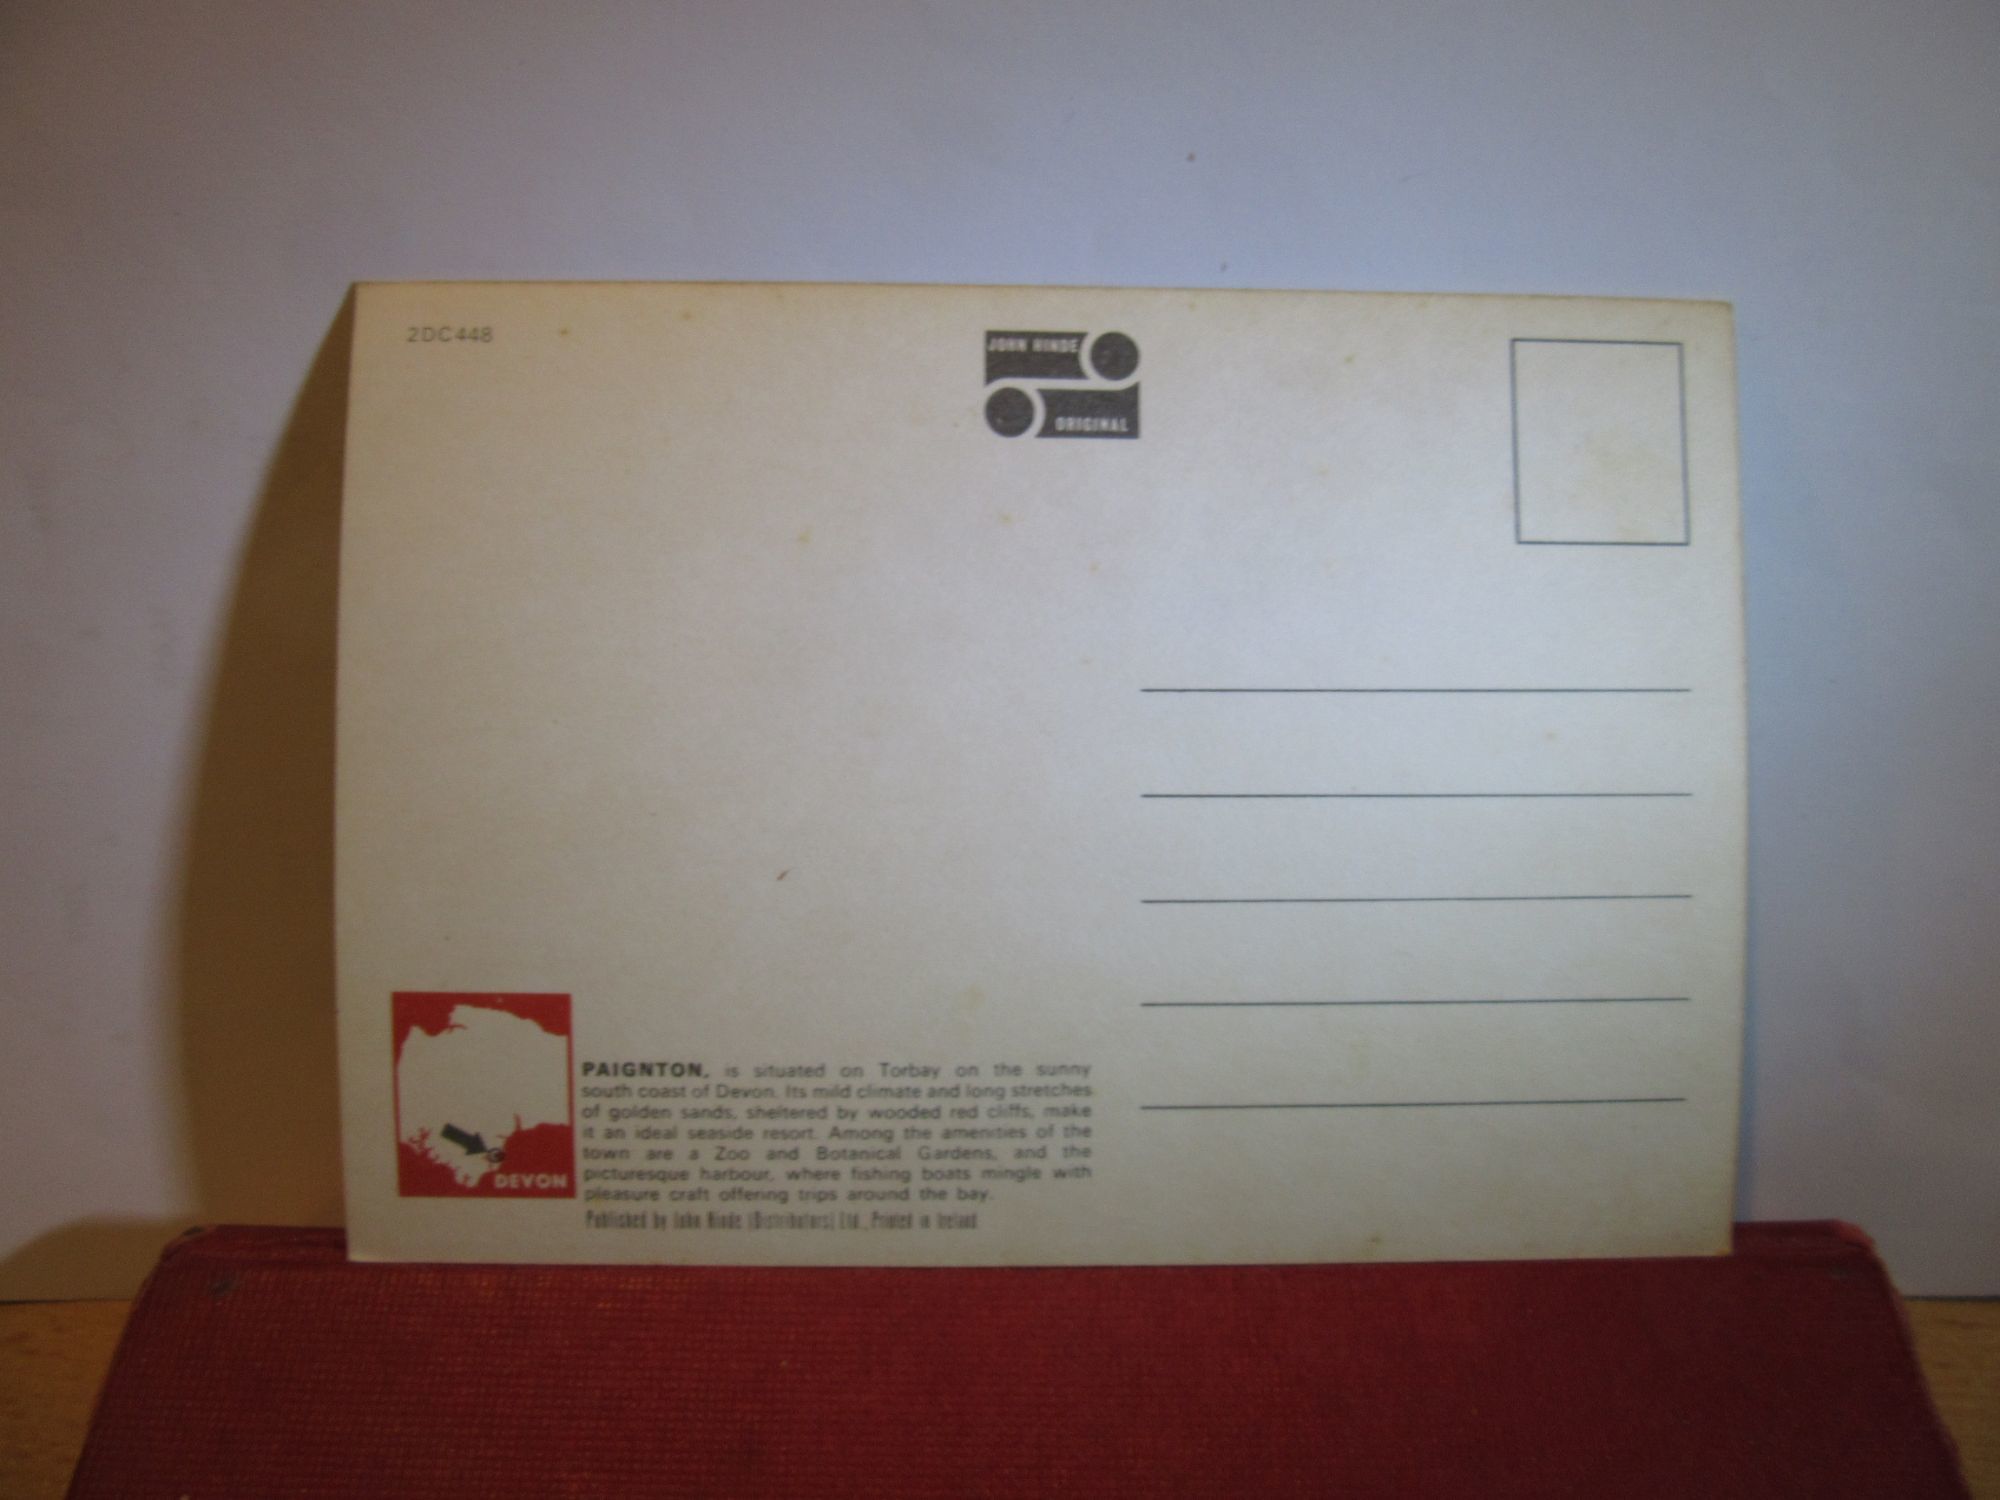 2DC448
JOHN HINDE
ORIGINAL
PAIGNTON, is situated on Torbay on the sunny
south coast of Devon. Its mild climate and long stretches
of golden sands, sheltered by wooded red cliffs, make
it an ideal seaside resort. Among the amenities of the
town are a Zoo and Botanical Gardens, and the
picturesque harbour, where fishing boats mingle with
pleasure craft offering trips around the bay.
DEVON
Published by John Hinde (Distributors) Ltd., Printed in Ireland